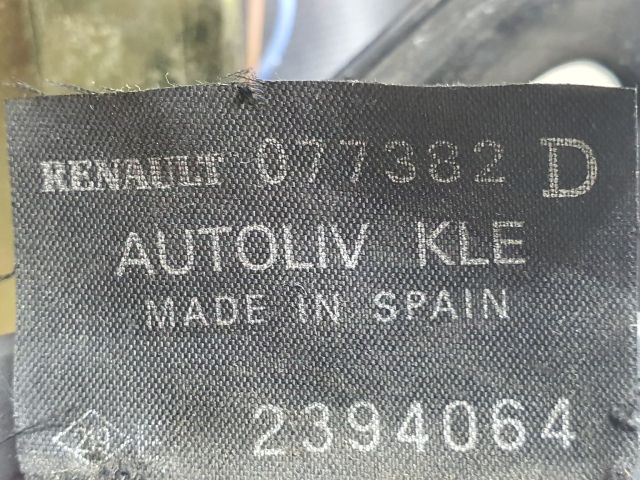 RENAULT 077382 D
AUTOLIV KLE
MADE IN SPAIN
2394064